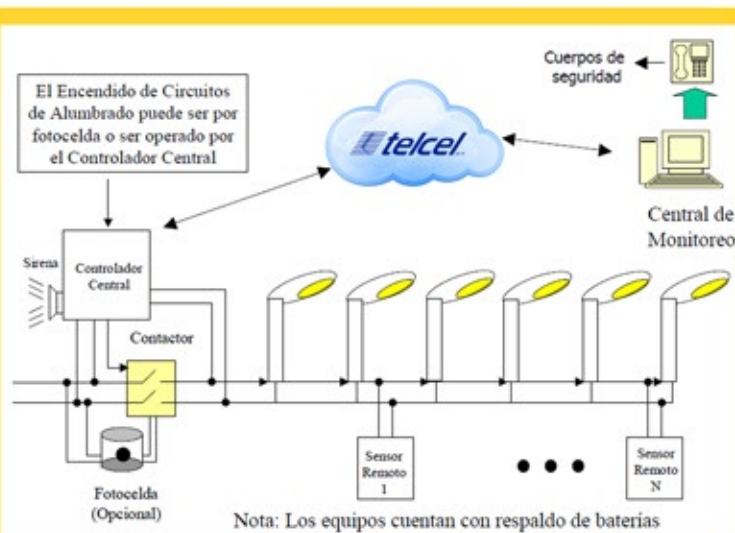 El Encendido de Circuitos
de Alumbrado puede ser por
fotocelda o ser operado por
el Controlador Central
telcel
Cuerpos de
seguridad
Central de
Monitoreo
Sirena
Controlador
Central
Contactor
Fotocelda
(Opcional)
Sensor
Remoto
1
Sensor
Remoto
N
Nota: Los equipos cuentan con respaldo de baterías